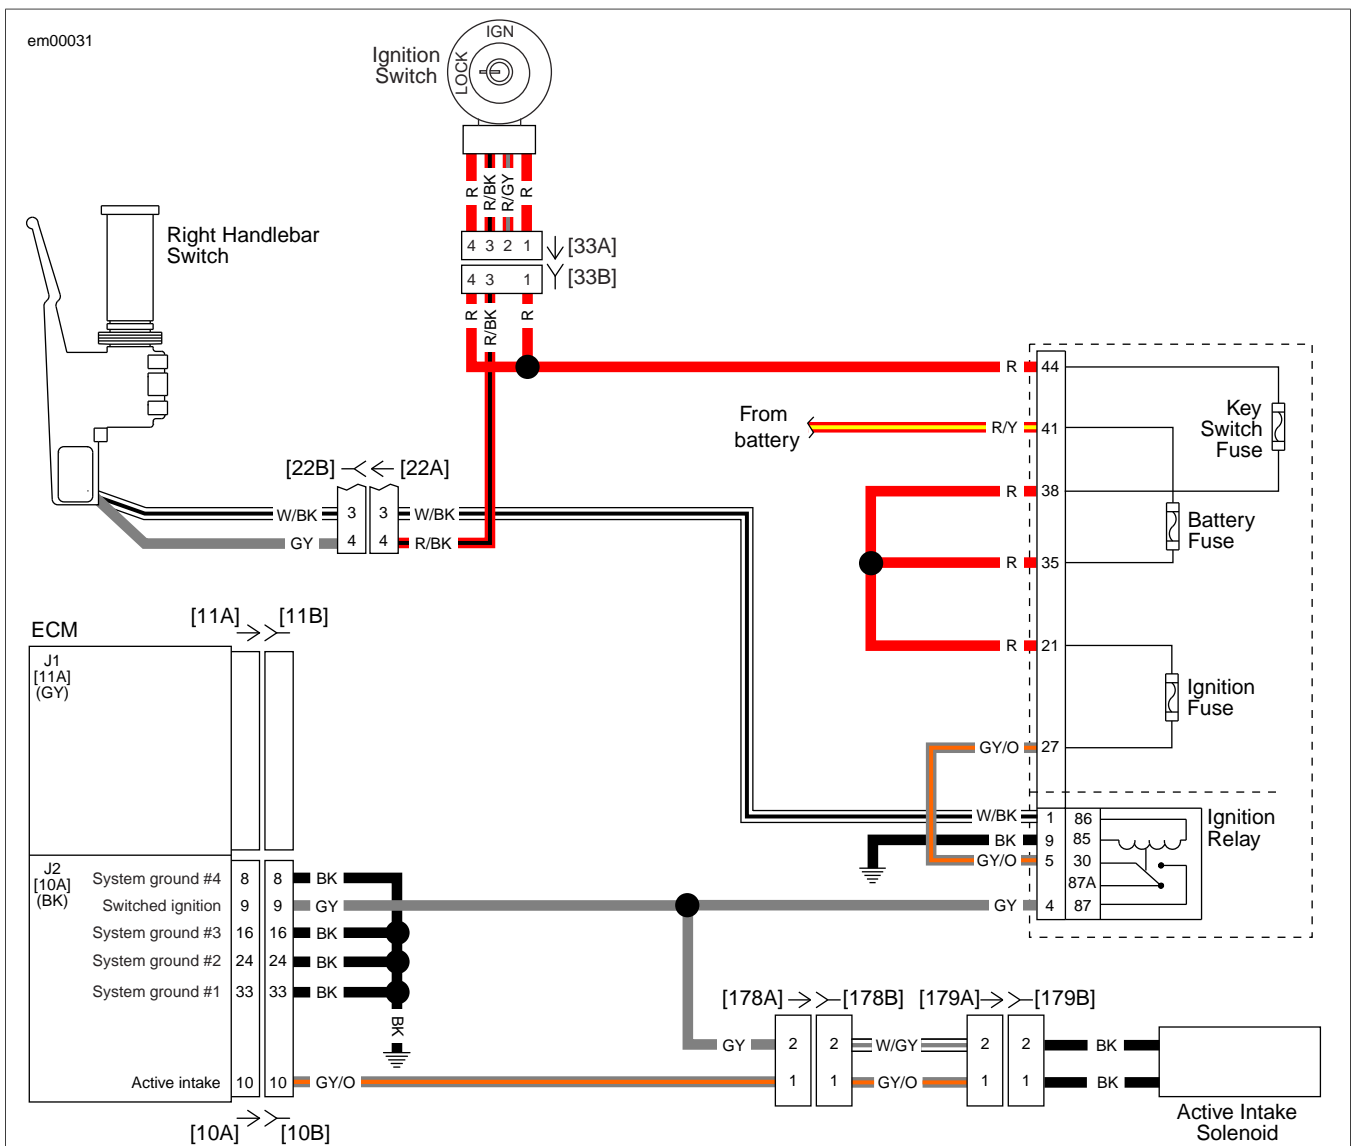 em00031
IGN
LOCK
Ignition
Switch
R R/BK R/GY R
4 3 2 1 [33A]
4 3 1 [33B]
R R/BK R
Right Handlebar
Switch
R 44
From
battery
R/Y 41
Key
Switch
Fuse
R 38
Battery
Fuse
R 35
[22B] [22A]
W/BK 3 3 W/BK
GY 4 4 R/BK
R 21
Ignition
Fuse
GY/O 27
W/BK 1 86
BK 9 85
GY/O 5 30
87A
GY 4 87
Ignition
Relay
[11A] [11B]
ECM
J1
[11A]
(GY)
J2
[10A]
(BK)
System ground #4 8 8 BK
Switched ignition 9 9 GY
System ground #3 16 16 BK
System ground #2 24 24 BK
System ground #1 33 33 BK
BK
Active intake 10 10 GY/O
[10A] [10B]
[178A] [178B] [179A] [179B]
GY 2 2 W/GY 2 2 BK
1 1 GY/O 1 1 BK
Active Intake
Solenoid